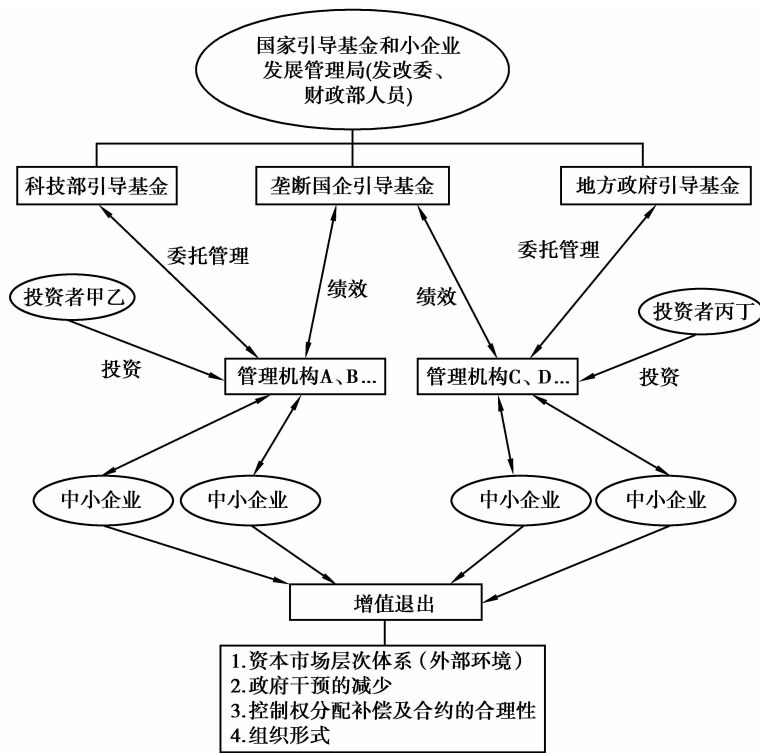 国家引导基金和小企业
发展管理局(发改委、
财政部人员)
科技部引导基金
垄断国企引导基金
地方政府引导基金
委托管理
委托管理
绩效
绩效
投资者甲乙
投资者丙丁
投资
投资
管理机构A、B...
管理机构C、D...
中小企业
中小企业
中小企业
中小企业
增值退出
1.资本市场层次体系（外部环境）
2.政府干预的减少
3.控制权分配补偿及合约的合理性
4.组织形式